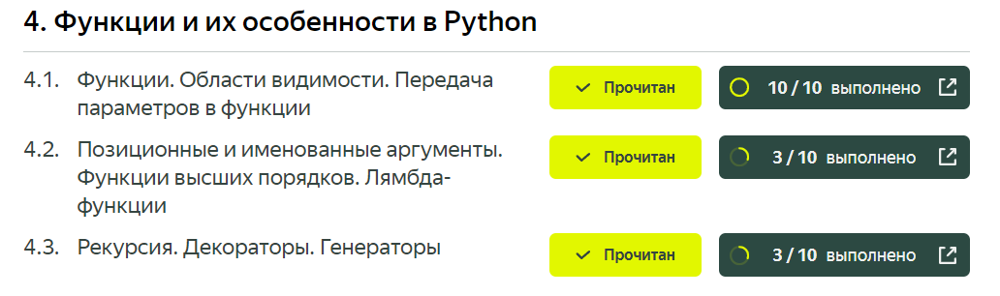 4. Функции и их особенности в Python
4.1. Функции. Области видимости. Передача
параметров в функции
Прочитан
10 / 10 выполнено
4.2. Позиционные и именованные аргументы.
Функции высших порядков. Лямбда-
функции
Прочитан
3 / 10 выполнено
4.3. Рекурсия. Декораторы. Генераторы
Прочитан
3 / 10 выполнено